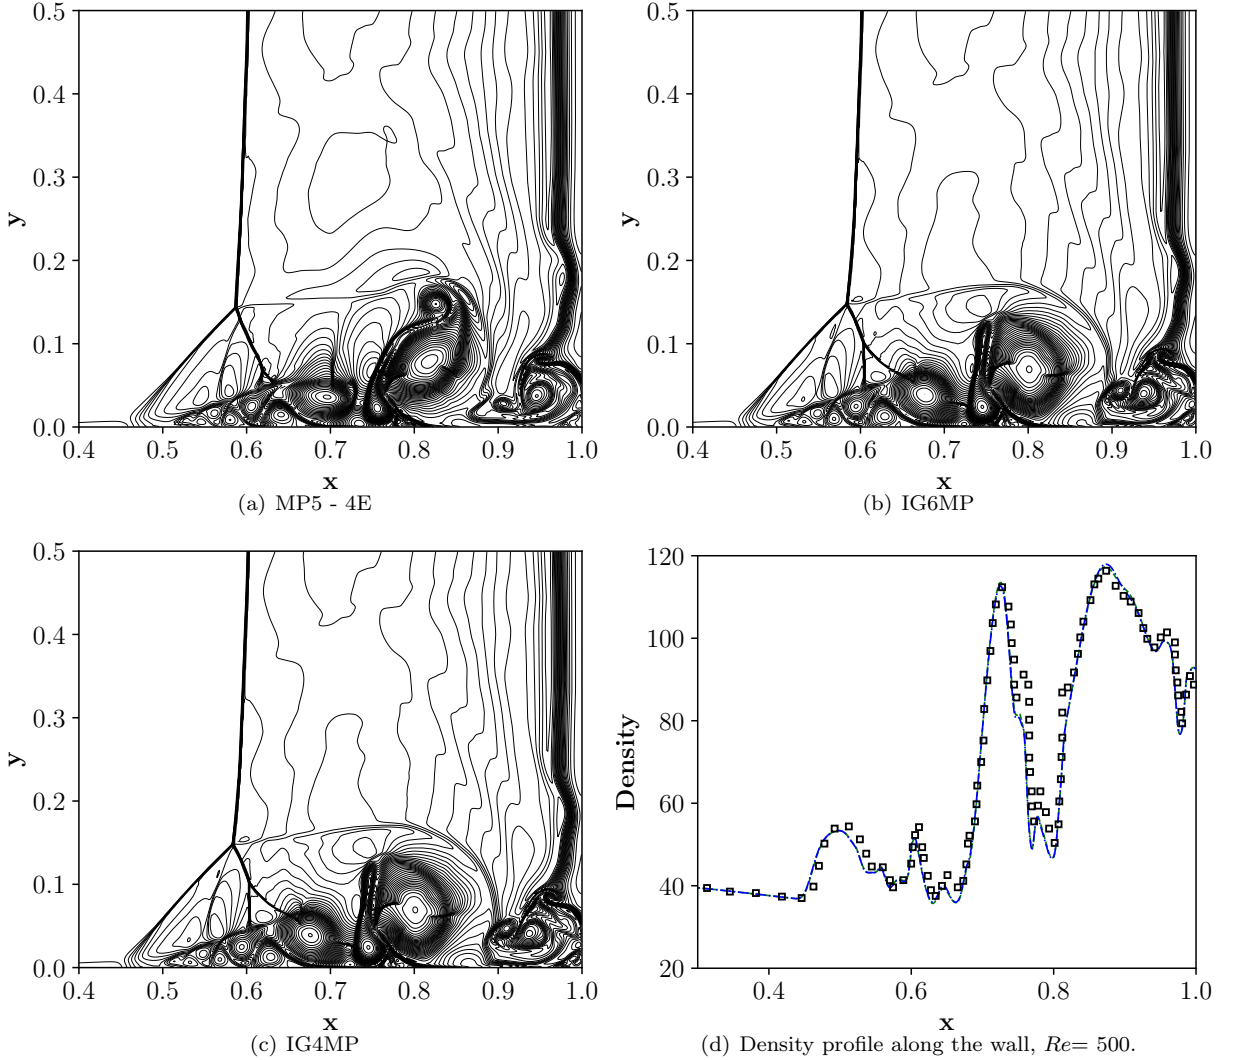 0.5
0.4
0.3
0.2
0.1
0.0
y
0.4 0.5 0.6 0.7 0.8 0.9 1.0
x
(a) MP5 - 4E
0.5
0.4
0.3
0.2
0.1
0.0
y
0.4 0.5 0.6 0.7 0.8 0.9 1.0
x
(b) IG6MP
0.5
0.4
0.3
0.2
0.1
0.0
y
0.4 0.5 0.6 0.7 0.8 0.9 1.0
x
(c) IG4MP
120
100
80
60
40
20
Density
0.4 0.6 0.8 1.0
x
(d) Density profile along the wall, Re= 500.